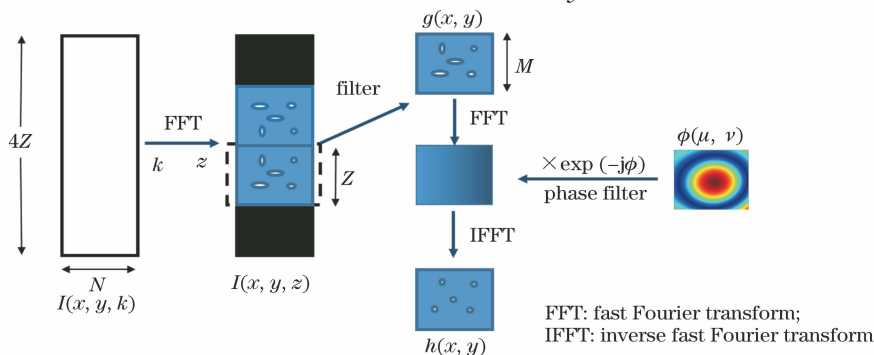 g(x, y)
M
4Z
FFT
k
z
filter
Z
FFT
ϕ(μ, ν)
×exp (−jϕ)
phase filter
IFFT
N
I(x, y, k)
I(x, y, z)
h(x, y)
FFT: fast Fourier transform;
IFFT: inverse fast Fourier transform